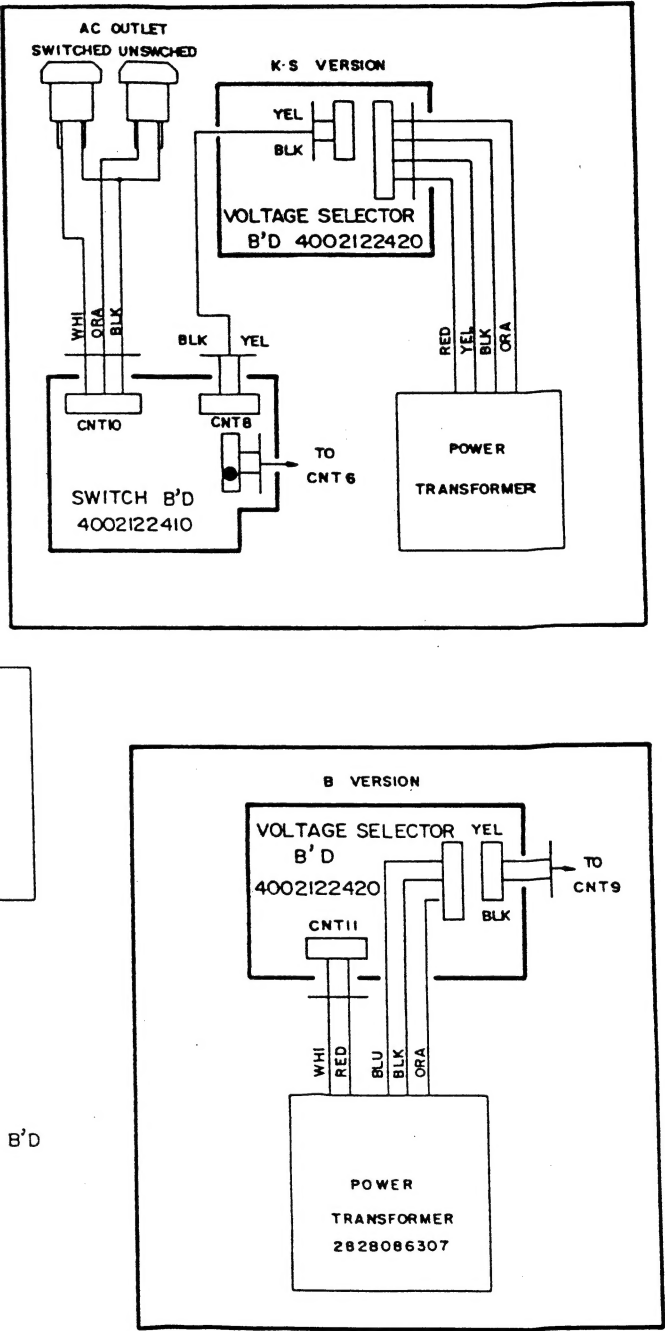 AC OUTLET
SWITCHED UNSWCHED
K-S VERSION
YEL
BLK
VOLTAGE SELECTOR
B'D 4002122420
WHI
ORA
BLK
BLK YEL
RED
YEL
BLK
ORA
CNT10
CNT8
TO
CNT6
SWITCH B'D
4002122410
POWER
TRANSFORMER
B VERSION
VOLTAGE SELECTOR YEL
B'D
4002122420
TO
CNT9
BLK
CNT11
WHI
RED
BLU
BLK
ORA
B'D
POWER
TRANSFORMER
2828086307